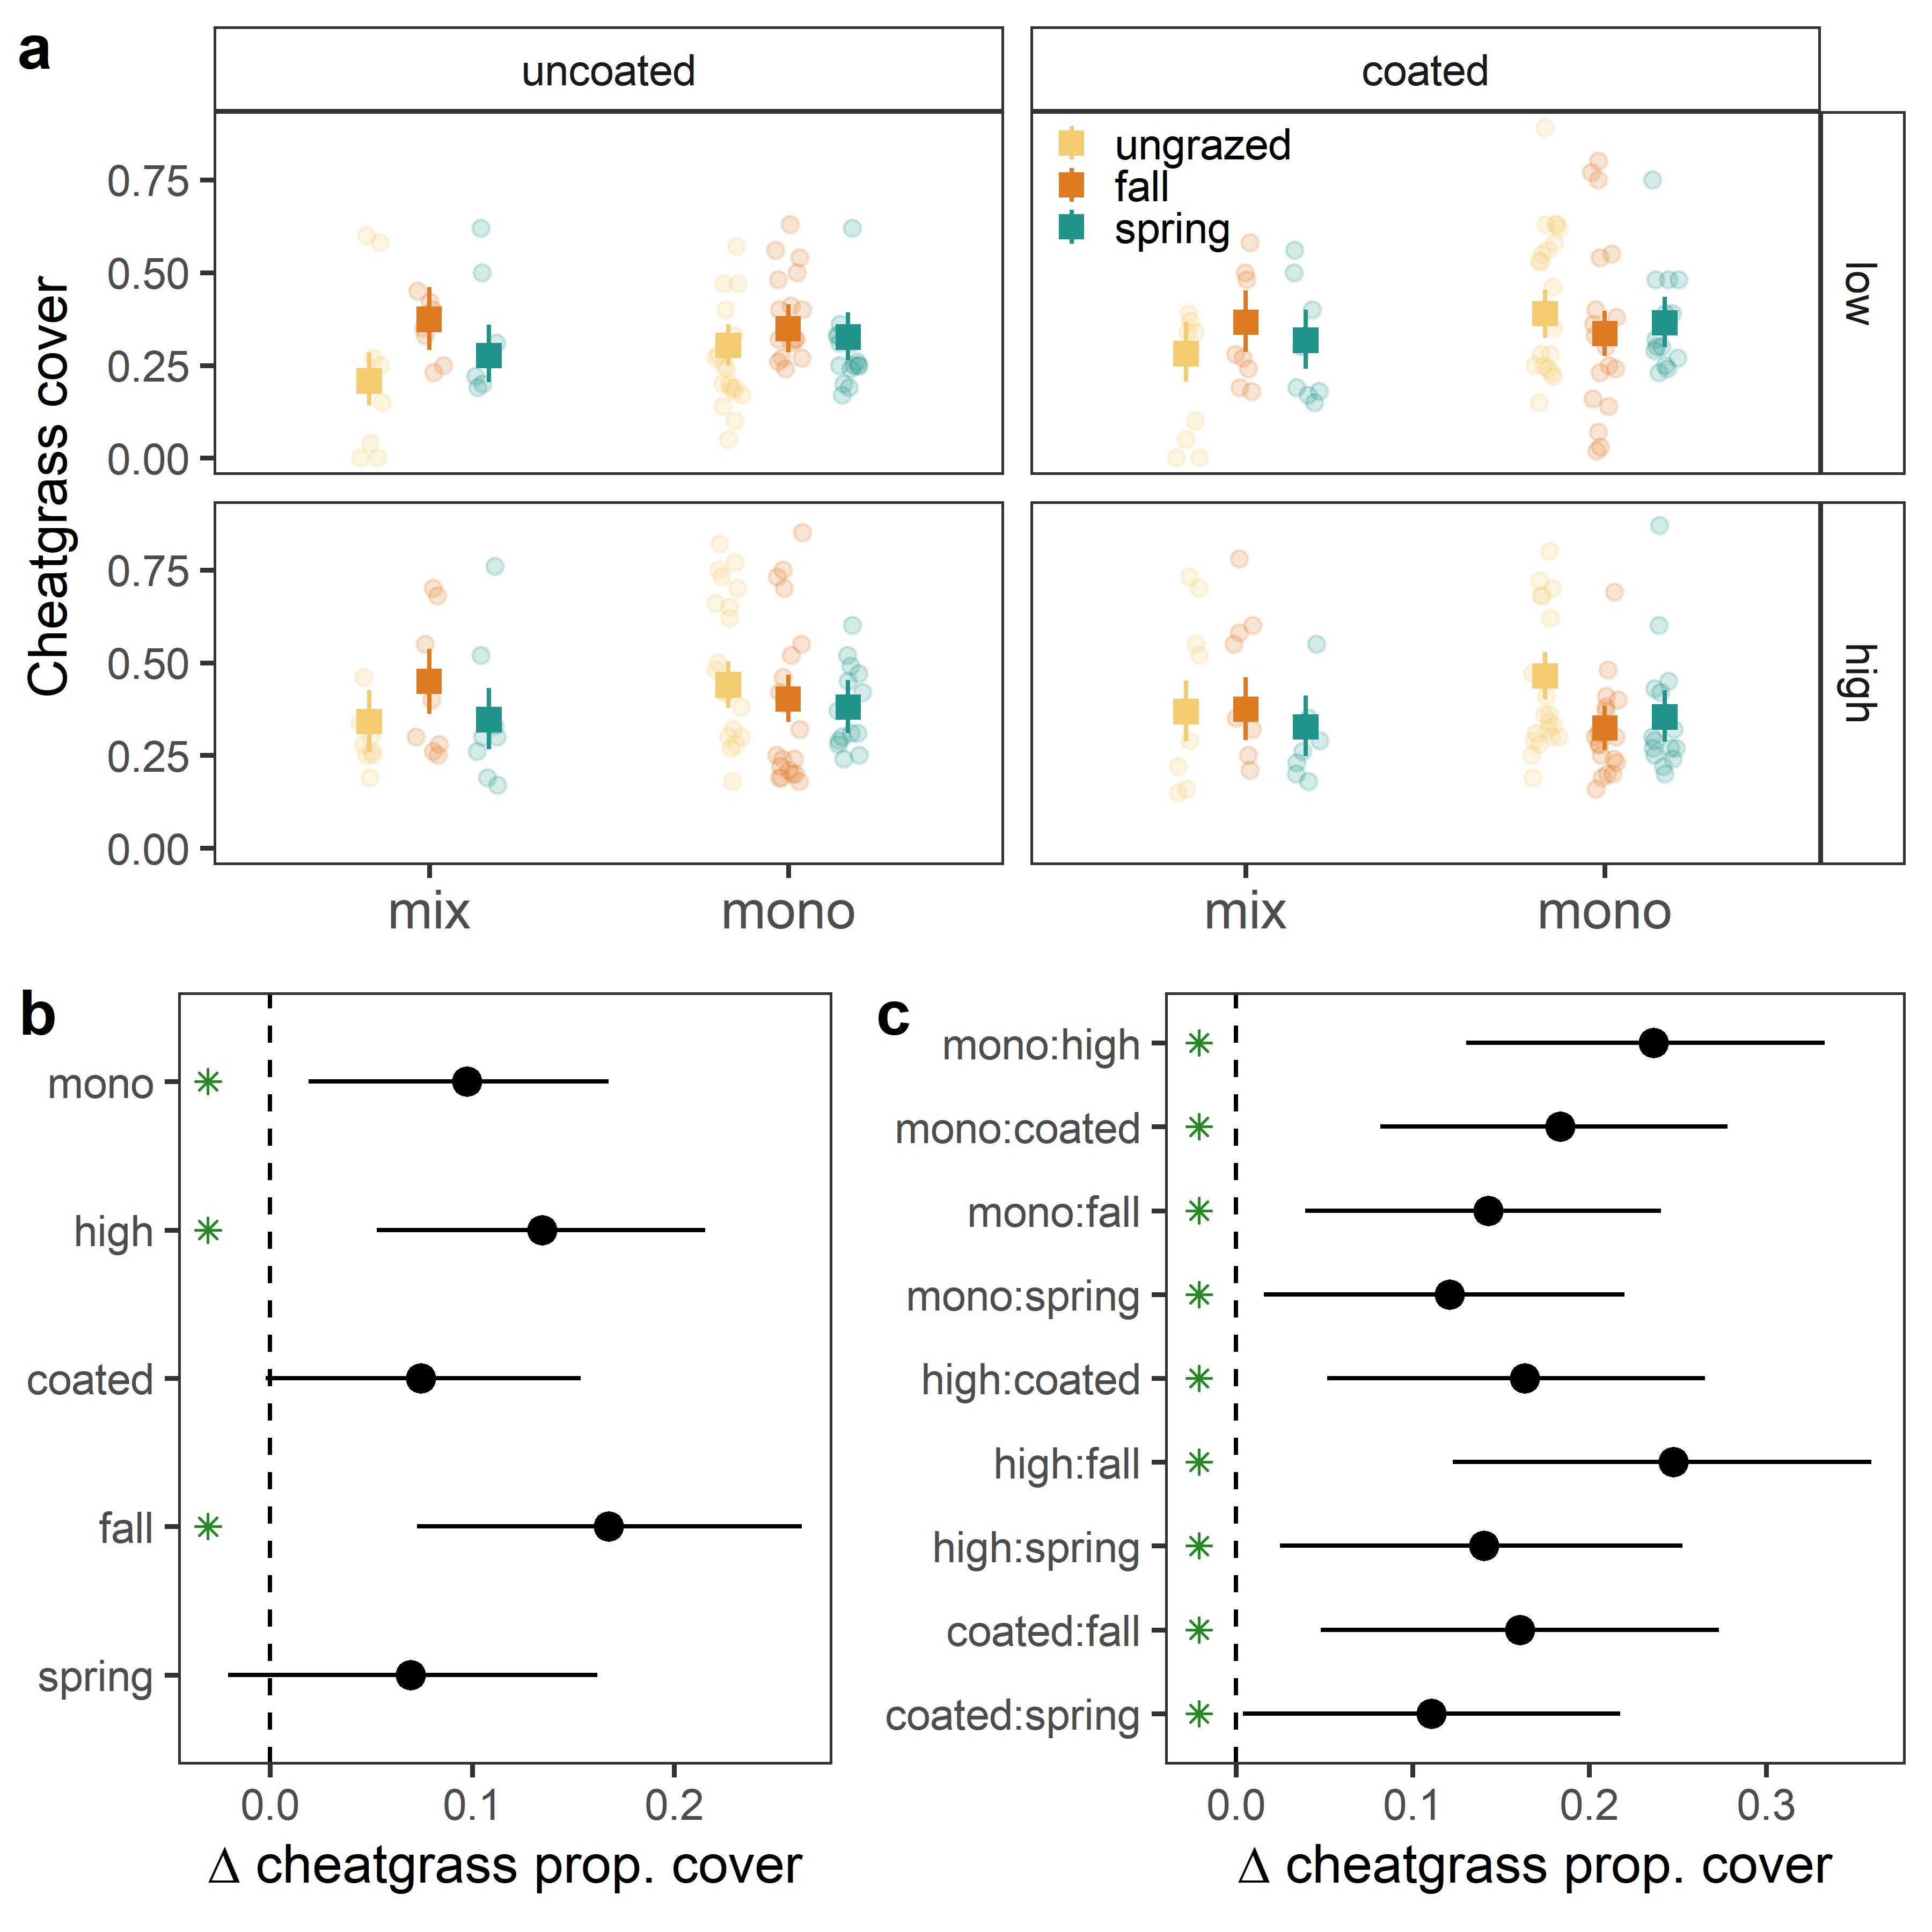 a
uncoated
coated
Cheatgrass cover
0.75
0.50
0.25
0.00
ungrazed
fall
spring
low
0.75
0.50
0.25
0.00
high
mix
mono
mix
mono
b
mono
high
coated
fall
spring
0.0
0.1
0.2
Δ cheatgrass prop. cover
c
mono:high
mono:coated
mono:fall
mono:spring
high:coated
high:fall
high:spring
coated:fall
coated:spring
0.0
0.1
0.2
0.3
Δ cheatgrass prop. cover